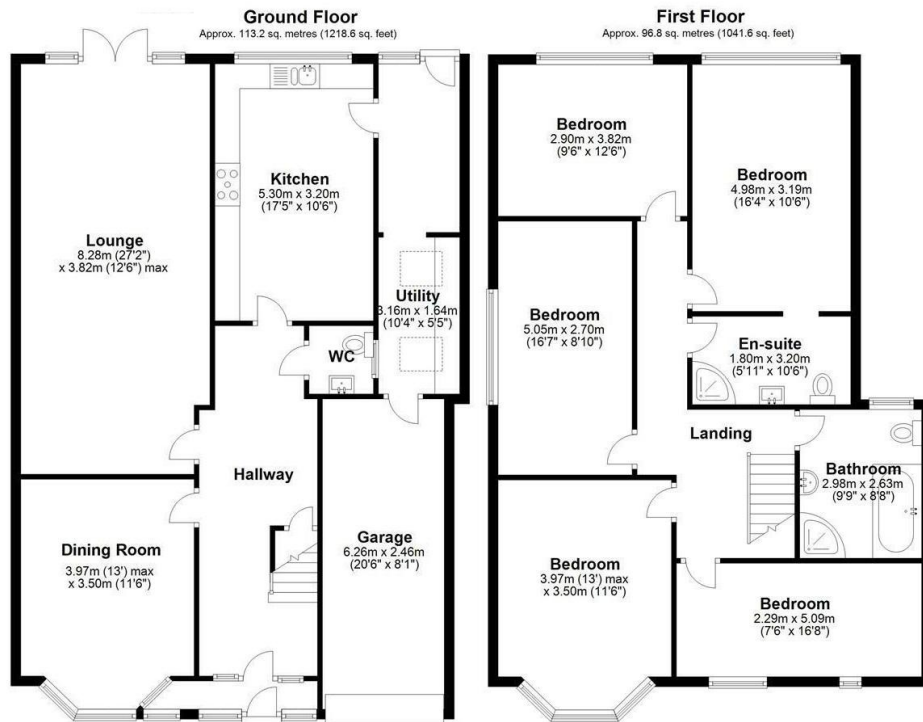 Ground Floor
Approx. 113.2 sq. metres (1218.6 sq. feet)
Lounge
8.28m (27'2")
x 3.82m (12'6") max
Kitchen
5.30m x 3.20m
(17'5" x 10'6")
Utility
3.16m x 1.64m
(10'4" x 5'5")
WC
Hallway
Dining Room
3.97m (13') max
x 3.50m (11'6")
Garage
6.26m x 2.46m
(20'6" x 8'1")
First Floor
Approx. 96.8 sq. metres (1041.6 sq. feet)
Bedroom
2.90m x 3.82m
(9'6" x 12'6")
Bedroom
4.98m x 3.19m
(16'4" x 10'6")
Bedroom
5.05m x 2.70m
(16'7" x 8'10")
En-suite
1.80m x 3.20m
(5'11" x 10'6")
Landing
Bathroom
2.98m x 2.63m
(9'9" x 8'8")
Bedroom
3.97m (13') max
x 3.50m (11'6")
Bedroom
2.29m x 5.09m
(7'6" x 16'8")